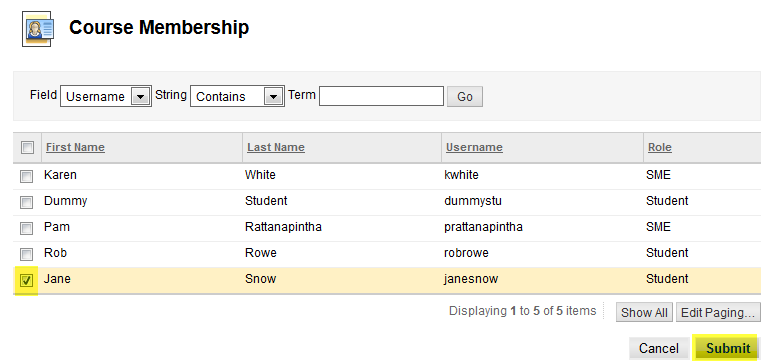 Course Membership
Field Username String Contains Term Go
First Name Last Name Username Role
Karen White kwhite SME
Dummy Student dummystu Student
Pam Rattanapintha prattanapintha SME
Rob Rowe robrowe Student
Jane Snow janesnow Student
Displaying 1 to 5 of 5 items Show All Edit Paging...
Cancel Submit